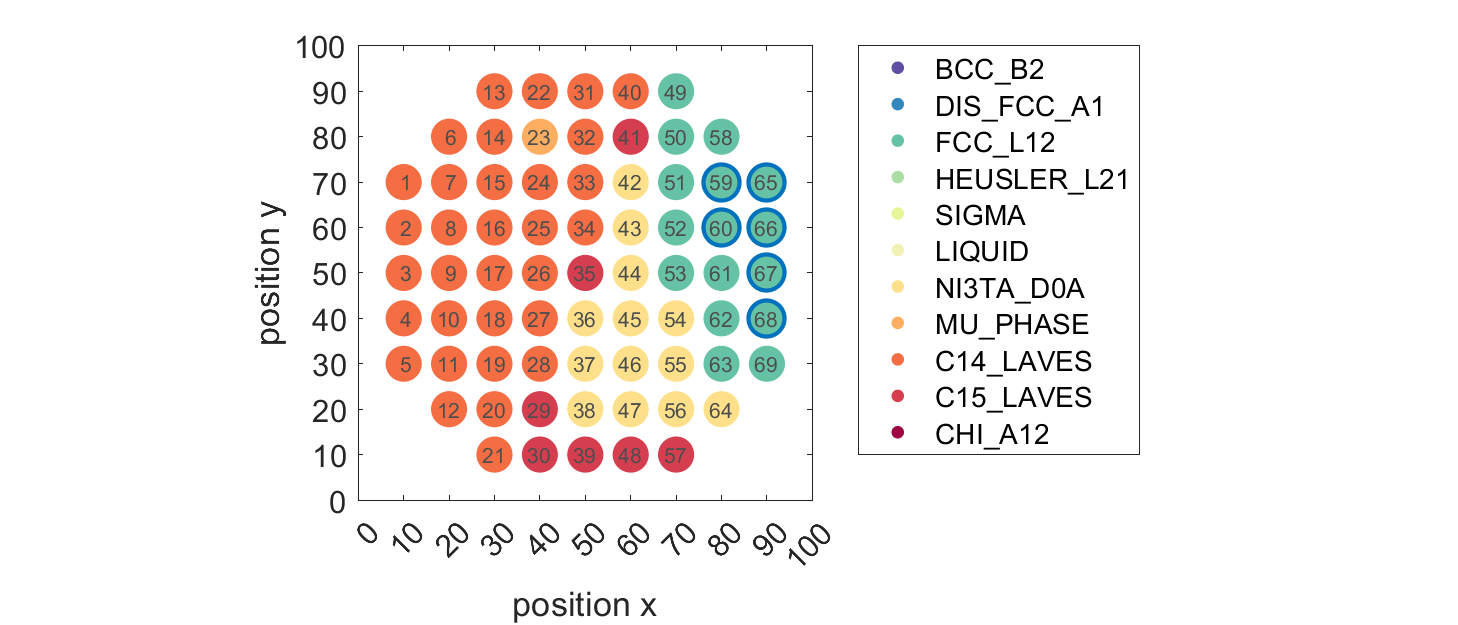 100
90
80
70
60
50
40
30
20
10
0
position y
13 22 31 40 49
6 14 23 32 41 50 58
1 7 15 24 33 42 51 59 65
2 8 16 25 34 43 52 60 66
3 9 17 26 35 44 53 61 67
4 10 18 27 36 45 54 62 68
5 11 19 28 37 46 55 63 69
12 20 29 38 47 56 64
21 30 39 48 57
0 10 20 30 40 50 60 70 80 90 100
position x
BCC_B2
DIS_FCC_A1
FCC_L12
HEUSLER_L21
SIGMA
LIQUID
NI3TA_D0A
MU_PHASE
C14_LAVES
C15_LAVES
CHI_A12